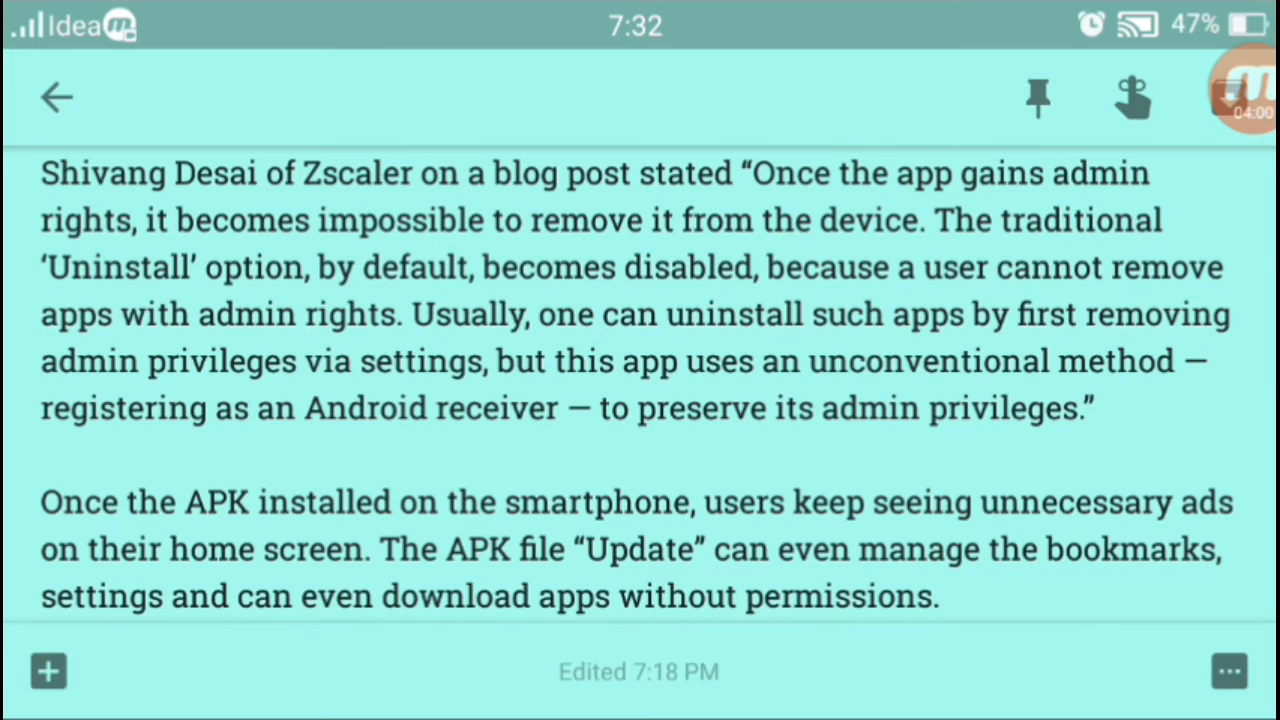 Idea
7:32
47%
04:00
Shivang Desai of Zscaler on a blog post stated “Once the app gains admin
rights, it becomes impossible to remove it from the device. The traditional
‘Uninstall’ option, by default, becomes disabled, because a user cannot remove
apps with admin rights. Usually, one can uninstall such apps by first removing
admin privileges via settings, but this app uses an unconventional method —
registering as an Android receiver — to preserve its admin privileges.”
Once the APK installed on the smartphone, users keep seeing unnecessary ads
on their home screen. The APK file “Update” can even manage the bookmarks,
settings and can even download apps without permissions.
Edited 7:18 PM